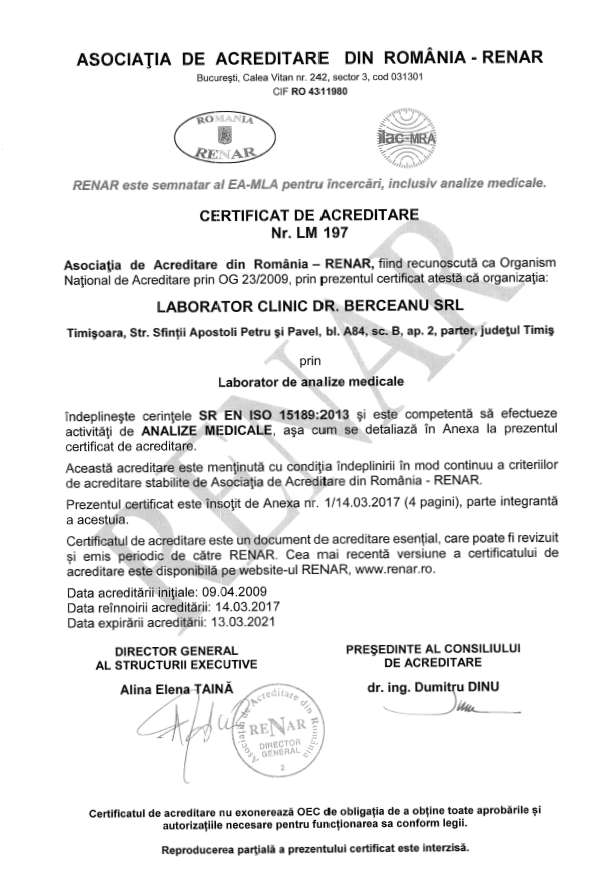 ASOCIAŢIA DE ACREDITARE DIN ROMÂNIA - RENAR
Bucureşti, Calea Vitan nr. 242, sector 3, cod 031301
CIF RO 4311980
ROMANIA
RENAR
ilac-MRA
RENAR este semnatar al EA-MLA pentru încercări, inclusiv analize medicale.
CERTIFICAT DE ACREDITARE
Nr. LM 197
Asociaţia de Acreditare din România – RENAR, fiind recunoscută ca Organism
Naţional de Acreditare prin OG 23/2009, prin prezentul certificat atestă că organizaţia:
LABORATOR CLINIC DR. BERCEANU SRL
Timişoara, Str. Sfinţii Apostoli Petru şi Pavel, bl. A84, sc. B, ap. 2, parter, judeţul Timiş
prin
Laborator de analize medicale
îndeplineşte cerinţele SR EN ISO 15189:2013 şi este competentă să efectueze
activităţi de ANALIZE MEDICALE, aşa cum se detaliază în Anexa la prezentul
certificat de acreditare.
Această acreditare este menţinută cu condiţia îndeplinirii în mod continuu a criteriilor
de acreditare stabilite de Asociaţia de Acreditare din România - RENAR.
Prezentul certificat este însoţit de Anexa nr. 1/14.03.2017 (4 pagini), parte integrantă
a acestuia.
Certificatul de acreditare este un document de acreditare esenţial, care poate fi revizuit
şi emis periodic de către RENAR. Cea mai recentă versiune a certificatului de
acreditare este disponibilă pe website-ul RENAR, www.renar.ro.
Data acreditării iniţiale: 09.04.2009
Data reînnoirii acreditării: 14.03.2017
Data expirării acreditării: 13.03.2021
RENAR
DIRECTOR GENERAL
AL STRUCTURII EXECUTIVE
Alina Elena TAINĂ
PREŞEDINTE AL CONSILIULUI
DE ACREDITARE
dr. ing. Dumitru DINU
Asociaţia de Acreditare din România
RENAR
DIRECTOR
GENERAL
2
Certificatul de acreditare nu exonerează OEC de obligaţia de a obţine toate aprobările şi
autorizaţiile necesare pentru funcţionarea sa conform legii.
Reproducerea parţială a prezentului certificat este interzisă.